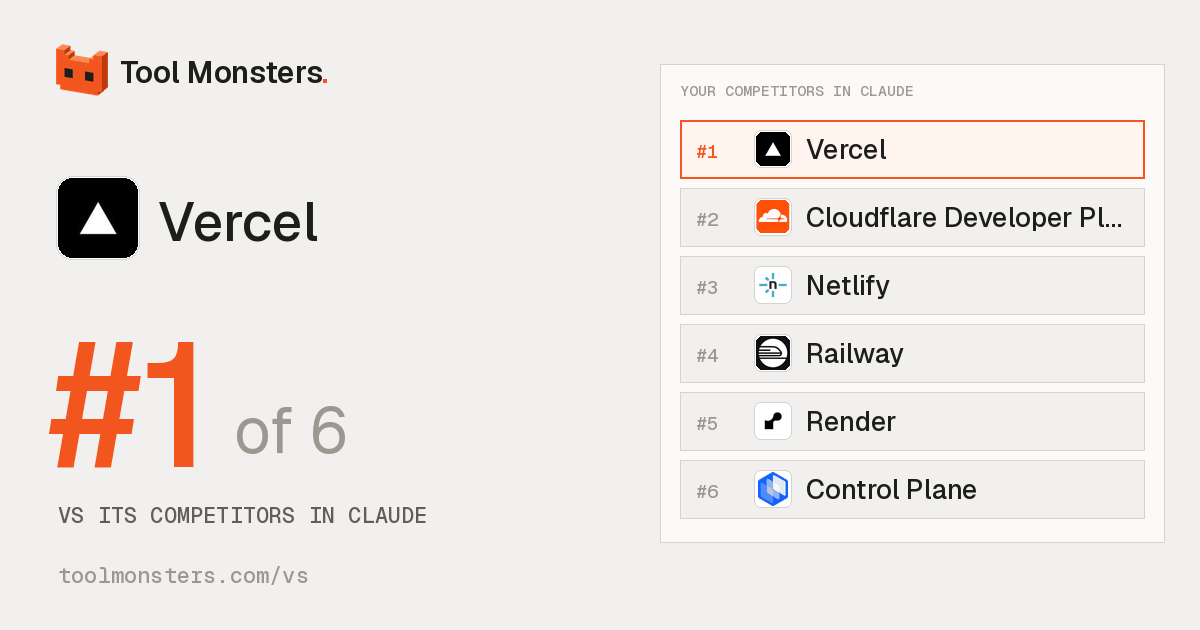 Tool Monsters.
Vercel
#1 of 6
VS ITS COMPETITORS IN CLAUDE
toolmonsters.com/vs
YOUR COMPETITORS IN CLAUDE
#1 Vercel
#2 Cloudflare Developer Pl...
#3 n Netlify
#4 Railway
#5 Render
#6 Control Plane